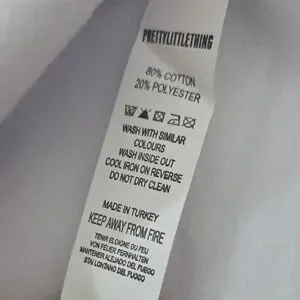 PRETTYLITTLETHING
80% COTTON
20% POLYESTER
WASH WITH SIMILAR
COLOURS
WASH INSIDE OUT
COOL IRON ON REVERSE
DO NOT DRY CLEAN
MADE IN TURKEY
KEEP AWAY FROM FIRE
TENIR ELOIGNE DU FEU
VON FEUER FERNHALTEN
MANTENER ALEJADO DEL FUEGO
STAI LONTANO DEL FUOCO